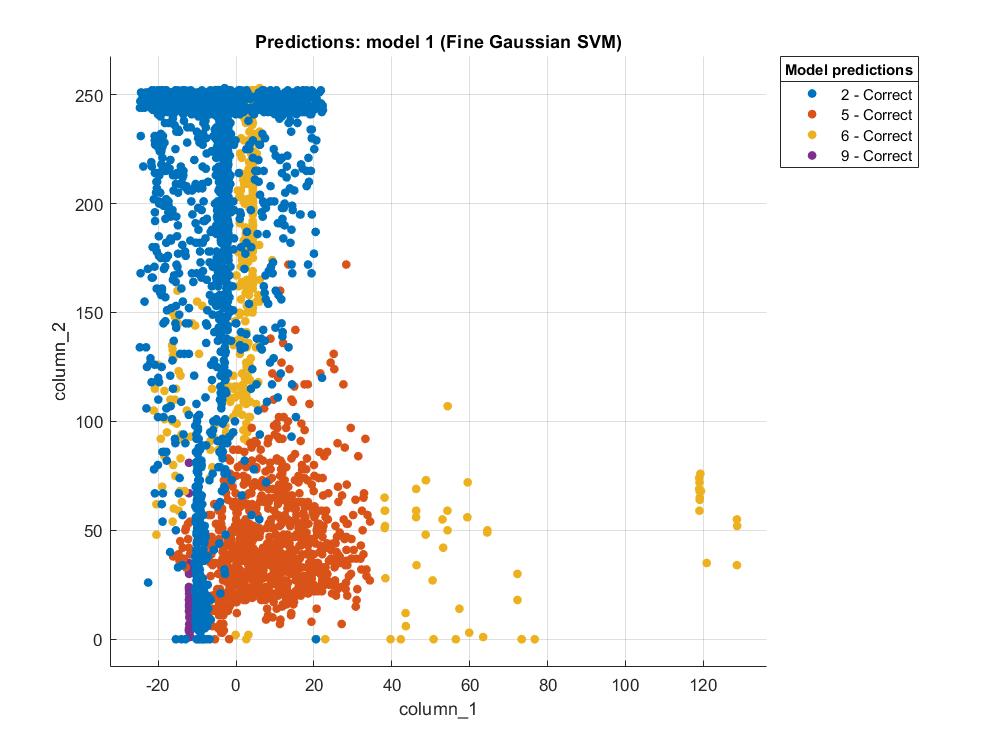 Predictions: model 1 (Fine Gaussian SVM)
Model predictions
2 - Correct
5 - Correct
6 - Correct
9 - Correct
250
200
150
100
50
0
column_2
-20 0 20 40 60 80 100 120
column_1